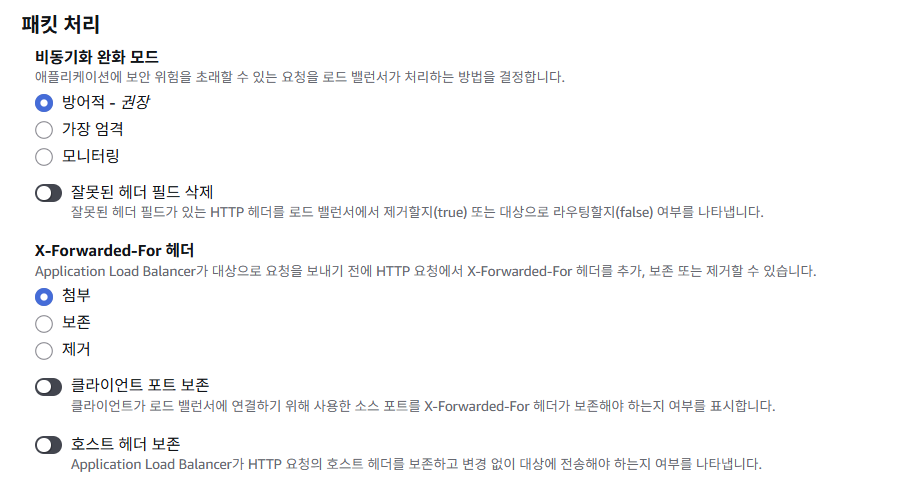 패킷 처리
비동기화 완화 모드
애플리케이션에 보안 위험을 초래할 수 있는 요청을 로드 밸런서가 처리하는 방법을 결정합니다.
방어적 - 권장
가장 엄격
모니터링
잘못된 헤더 필드 삭제
잘못된 헤더 필드가 있는 HTTP 헤더를 로드 밸런서에서 제거할지(true) 또는 대상으로 라우팅할지(false) 여부를 나타냅니다.
X-Forwarded-For 헤더
Application Load Balancer가 대상으로 요청을 보내기 전에 HTTP 요청에서 X-Forwarded-For 헤더를 추가, 보존 또는 제거할 수 있습니다.
첨부
보존
제거
클라이언트 포트 보존
클라이언트가 로드 밸런서에 연결하기 위해 사용한 소스 포트를 X-Forwarded-For 헤더가 보존해야 하는지 여부를 표시합니다.
호스트 헤더 보존
Application Load Balancer가 HTTP 요청의 호스트 헤더를 보존하고 변경 없이 대상에 전송해야 하는지 여부를 나타냅니다.